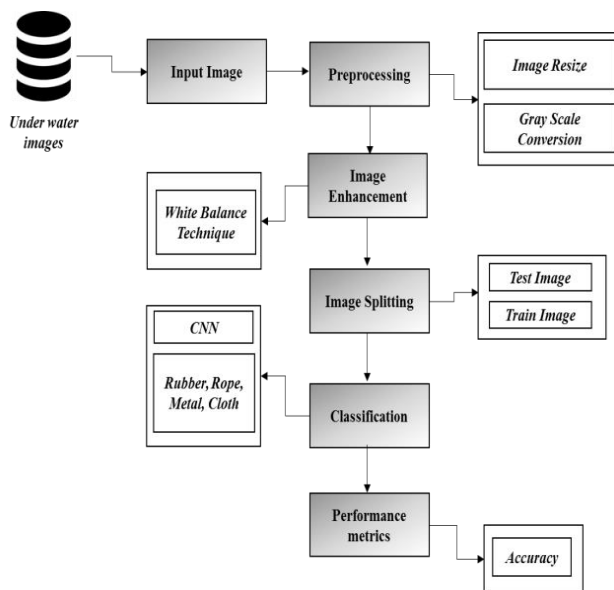 Under water
images
Input Image
Preprocessing
Image Resize
Gray Scale
Conversion
Image
Enhancement
White Balance
Technique
Image Splitting
Test Image
Train Image
CNN
Rubber, Rope,
Metal, Cloth
Classification
Performance
metrics
Accuracy